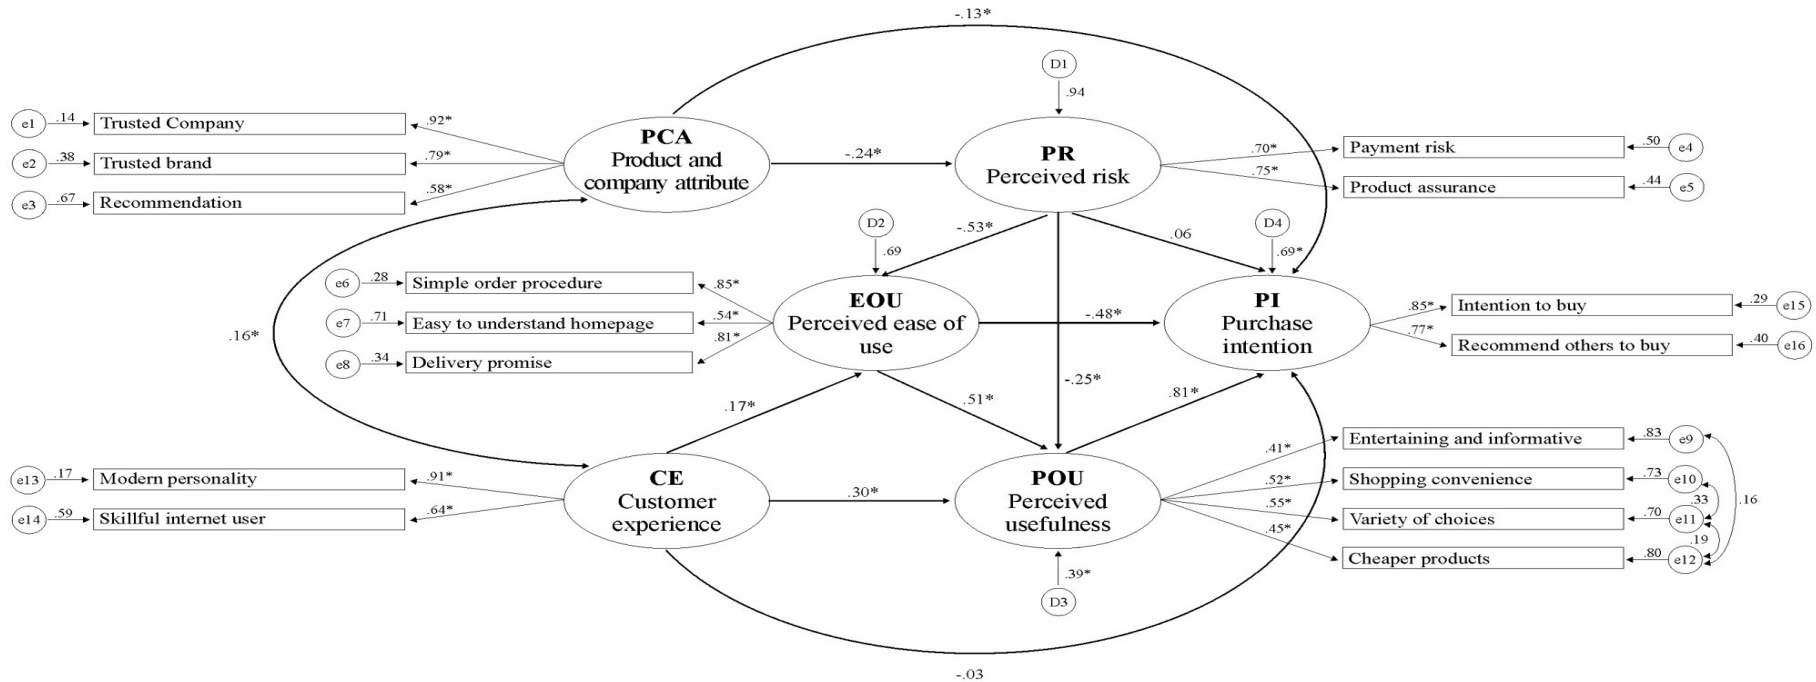 -.13*
D1
.94
e1 .14 Trusted Company .92*
e2 .38 Trusted brand .79*
e3 .67 Recommendation .58*
PCA
Product and
company attribute
-.24*
PR
Perceived risk
.70* Payment risk .50 e4
.75* Product assurance .44 e5
D2
.69
-.53*
.06
D4
.69*
e6 .28 Simple order procedure .85*
e7 .71 Easy to understand homepage .54*
e8 .34 Delivery promise .81*
EOU
Perceived ease of
use
-.48*
PI
Purchase
intention
.85* Intention to buy .29 e15
.77* Recommend others to buy .40 e16
.16*
.17*
.51*
-.25*
.81*
e13 .17 Modern personality .91*
e14 .59 Skillful internet user .64*
CE
Customer
experience
.30*
POU
Perceived
usefulness
.41* Entertaining and informative .83 e9
.52* Shopping convenience .73 e10
.55* Variety of choices .70 e11
.45* Cheaper products .80 e12
.33
.19
.16
.39*
D3
-.03